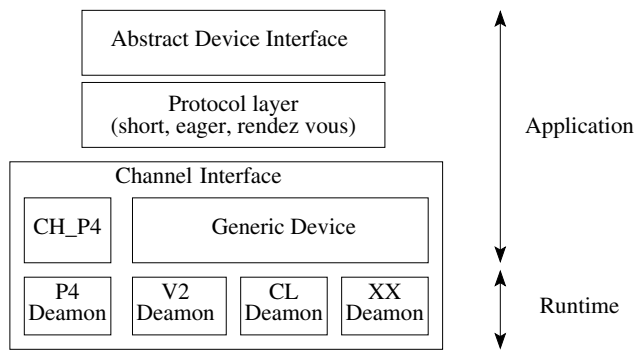 Abstract Device Interface
Protocol layer
(short, eager, rendez vous)
Application
Channel Interface
CH_P4
Generic Device
P4
Deamon
V2
Deamon
CL
Deamon
XX
Deamon
Runtime